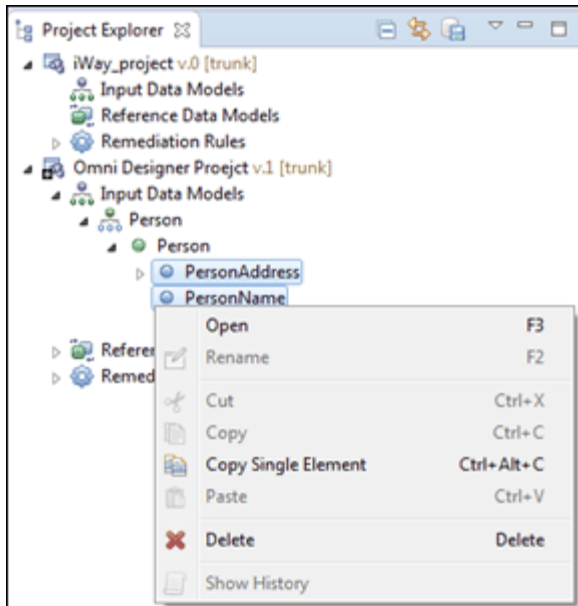 Project Explorer
iWay_project v.0 [trunk]
Input Data Models
Reference Data Models
Remediation Rules
Omni Designer Proejct v.1 [trunk]
Input Data Models
Person
Person
PersonAddress
PersonName
Open F3
Referen
Rename F2
Remed
Cut Ctrl+X
Copy Ctrl+C
Copy Single Element Ctrl+Alt+C
Paste Ctrl+V
Delete Delete
Show History